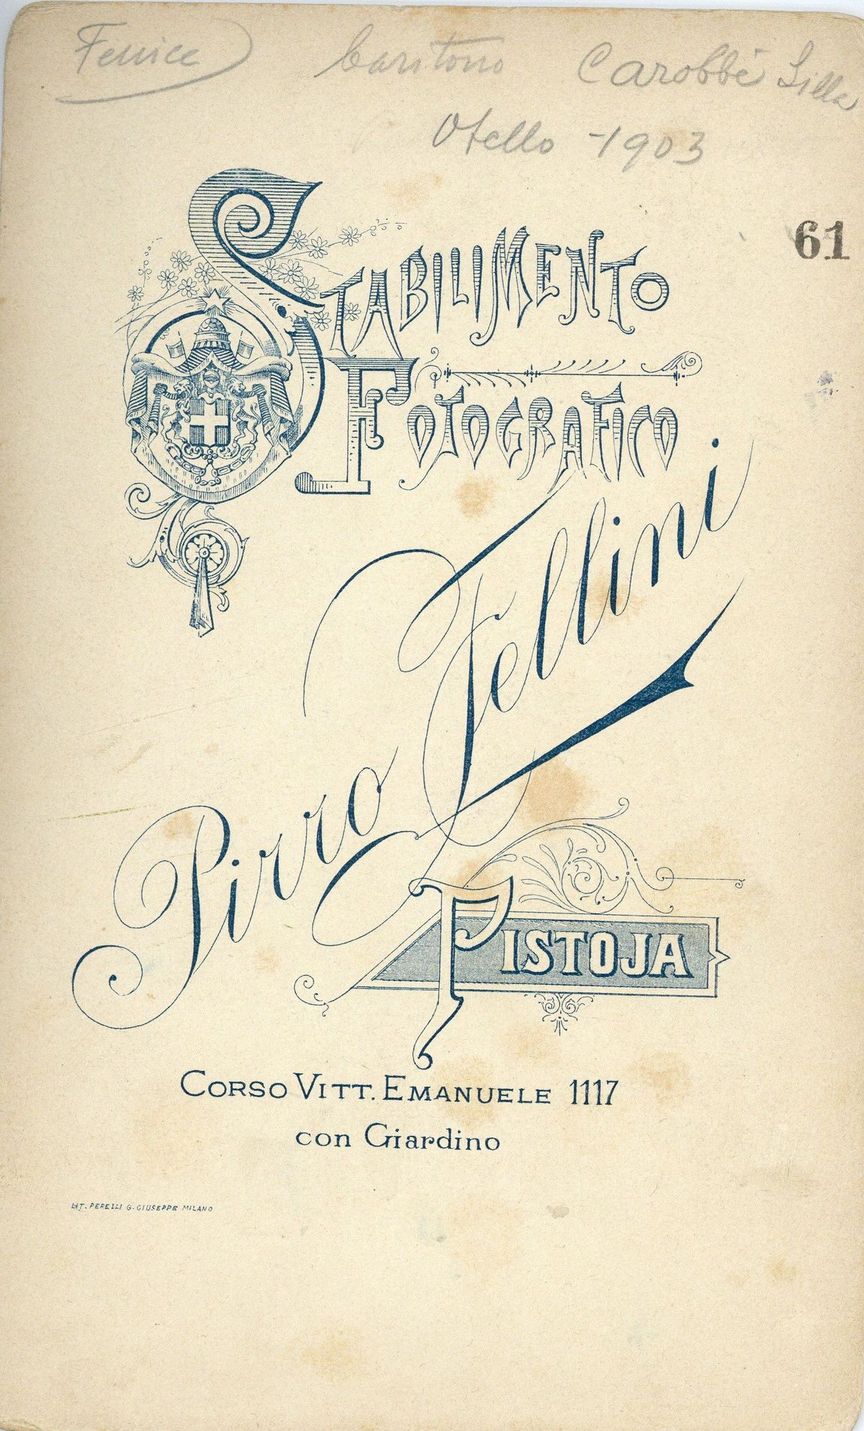 Fenice baritono Carobbi Silla
Otello - 1903
61
STABILIMENTO
FOTOGRAFICO
Pirro Fellini
PISTOJA
CORSO VITT. EMANUELE 1117
con Giardino
LIT. PERELLI G. GIUSEPPE MILANO